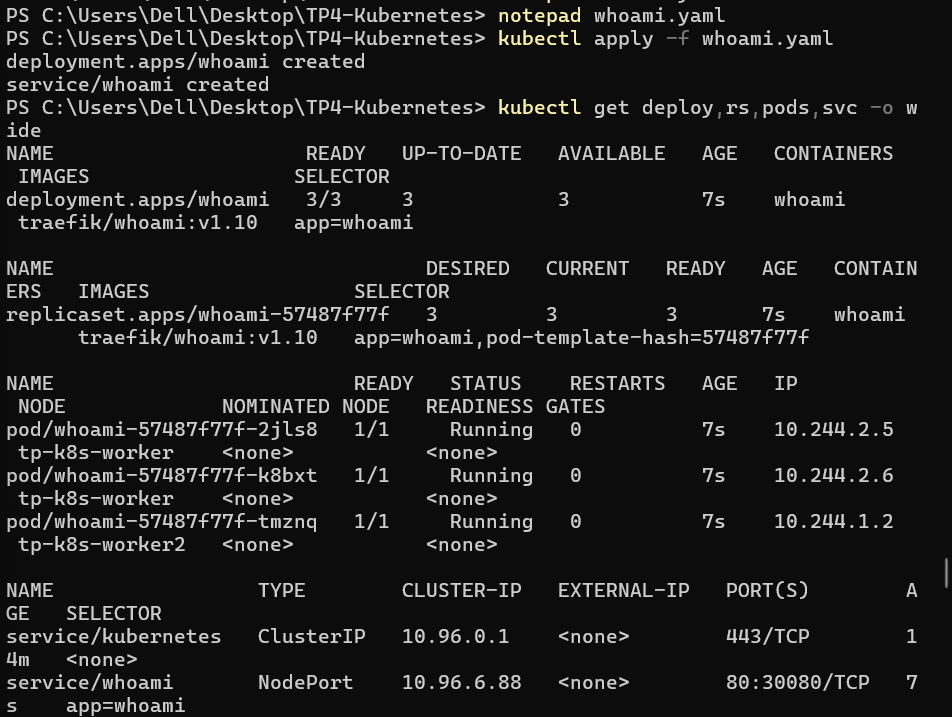 PS C:\Users\Dell\Desktop\TP4-Kubernetes> notepad whoami.yaml
PS C:\Users\Dell\Desktop\TP4-Kubernetes> kubectl apply -f whoami.yaml
deployment.apps/whoami created
service/whoami created
PS C:\Users\Dell\Desktop\TP4-Kubernetes> kubectl get deploy,rs,pods,svc -o w
ide
NAME                     READY   UP-TO-DATE   AVAILABLE   AGE   CONTAINERS
 IMAGES                 SELECTOR
deployment.apps/whoami   3/3     3            3           7s    whoami
 traefik/whoami:v1.10   app=whoami

NAME                               DESIRED   CURRENT   READY   AGE   CONTAIN
ERS   IMAGES                 SELECTOR
replicaset.apps/whoami-57487f77f   3         3         3       7s    whoami
      traefik/whoami:v1.10   app=whoami,pod-template-hash=57487f77f

NAME                         READY   STATUS    RESTARTS   AGE   IP
 NODE             NOMINATED NODE   READINESS GATES
pod/whoami-57487f77f-2jls8   1/1     Running   0          7s    10.244.2.5
 tp-k8s-worker    <none>           <none>
pod/whoami-57487f77f-k8bxt   1/1     Running   0          7s    10.244.2.6
 tp-k8s-worker    <none>           <none>
pod/whoami-57487f77f-tmznq   1/1     Running   0          7s    10.244.1.2
 tp-k8s-worker2   <none>           <none>

NAME                 TYPE        CLUSTER-IP   EXTERNAL-IP   PORT(S)        A
GE   SELECTOR
service/kubernetes   ClusterIP   10.96.0.1    <none>        443/TCP        1
4m   <none>
service/whoami       NodePort    10.96.6.88   <none>        80:30080/TCP   7
s    app=whoami